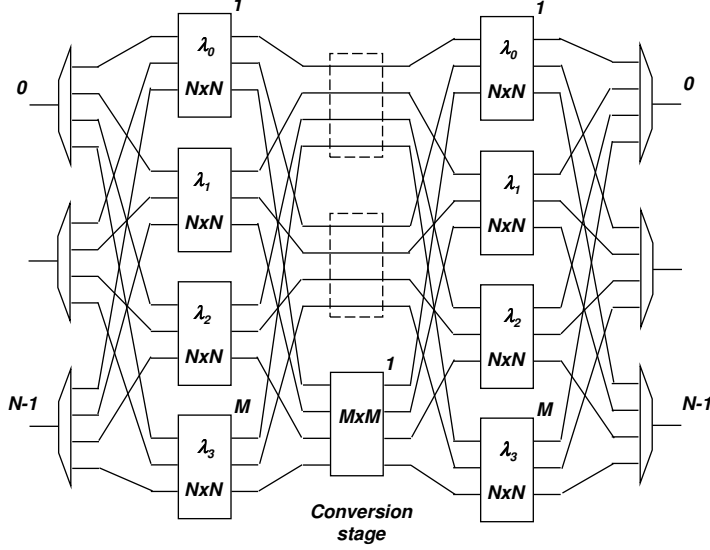 1
λ0
NxN
1
λ0
NxN
0
0
λ1
NxN
λ1
NxN
λ2
NxN
λ2
NxN
1
N-1
M
MxM
M
N-1
λ3
NxN
λ3
NxN
Conversion
stage